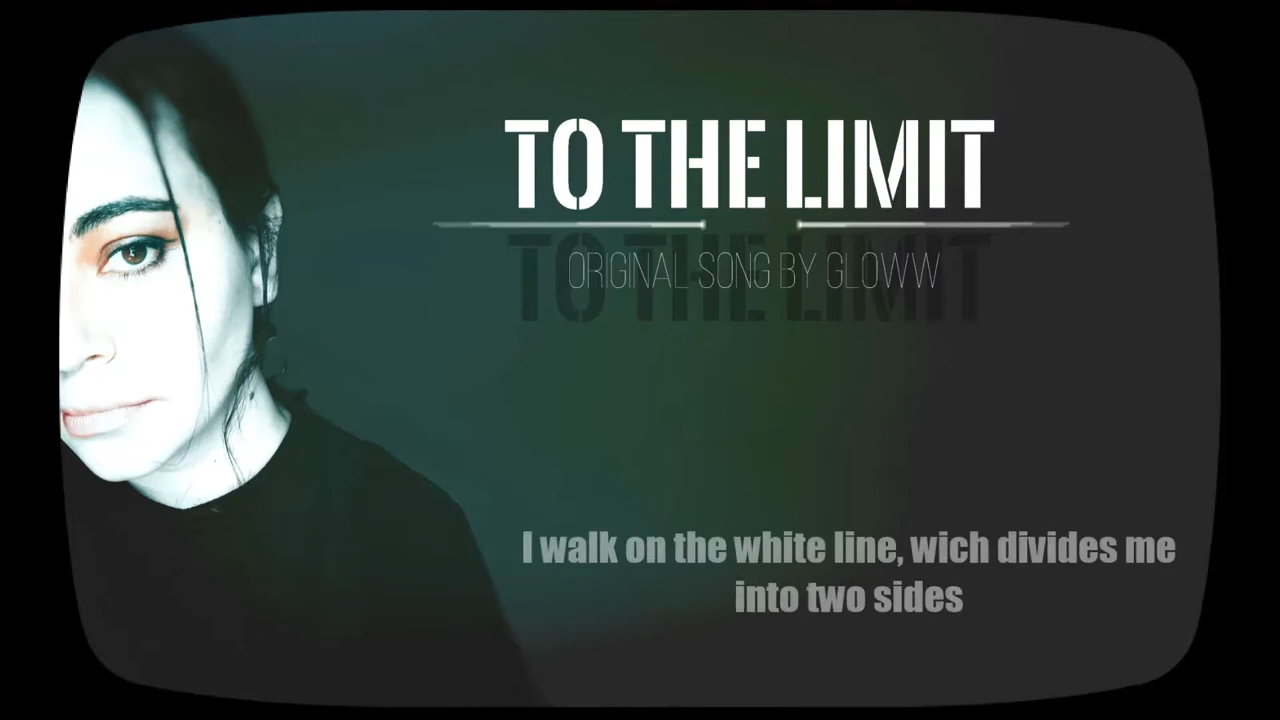 TO THE LIMIT
ORIGINAL SONG BY GLOWW
TO THE LIMIT
I walk on the white line, wich divides me
into two sides